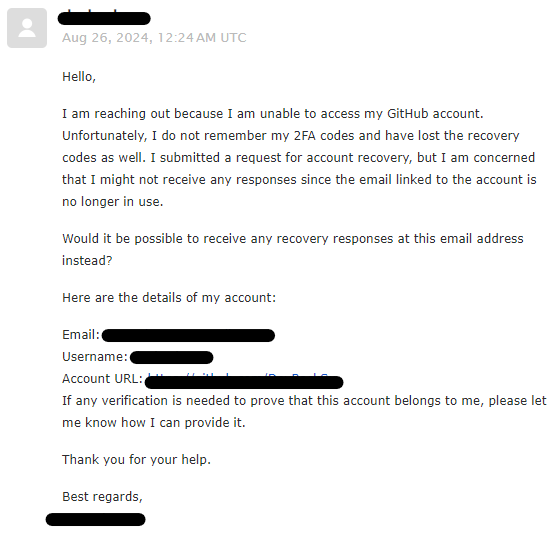 Aug 26, 2024, 12:24 AM UTC
Hello,
I am reaching out because I am unable to access my GitHub account.
Unfortunately, I do not remember my 2FA codes and have lost the recovery
codes as well. I submitted a request for account recovery, but I am concerned
that I might not receive any responses since the email linked to the account is
no longer in use.
Would it be possible to receive any recovery responses at this email address
instead?
Here are the details of my account:
Email:
Username:
Account URL:
If any verification is needed to prove that this account belongs to me, please let
me know how I can provide it.
Thank you for your help.
Best regards,